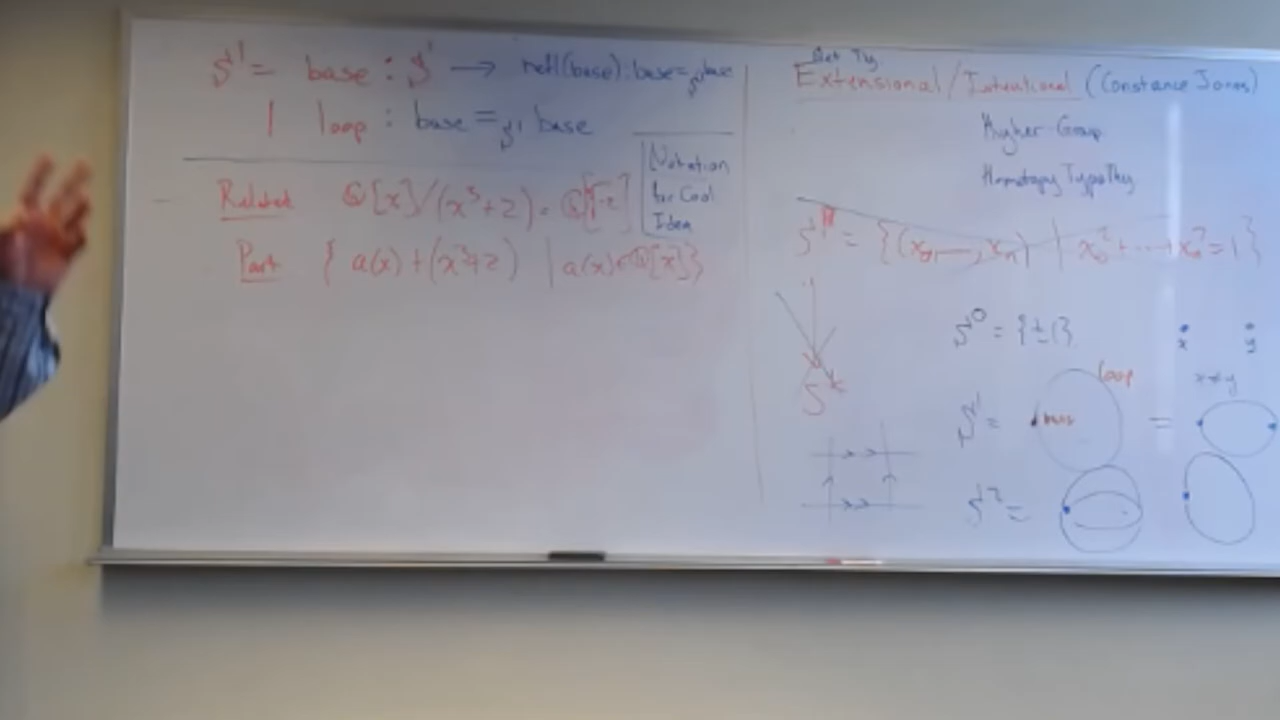 S¹ = base : S¹ → refl(base) : base =_S¹ base
| loop : base =_S¹ base
Notation
for Cool
Idea
Related ℚ[x]/(x³+2) =
Part { a(x) + (x³+2) | a(x) ∈ ℚ[x] }
Extensional / Intentional (Constance Jones)
Higher Group
Homotopy Type Thy
Sⁿ = {(x₀, —, xₙ) | x₀² + ⋯ + xₙ² = 1}
S⁰ = {±1}
x y
x ≠ y
S¹ = base loop =
S² =